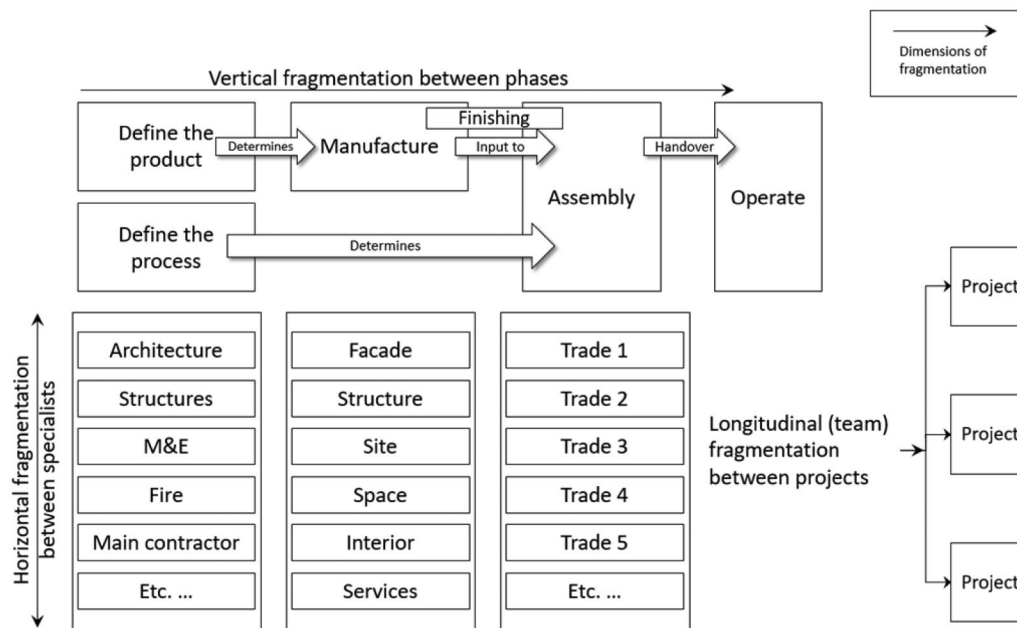 Dimensions of
fragmentation
Vertical fragmentation between phases
Define the
product
Determines
Manufacture
Finishing
Input to
Assembly
Handover
Operate
Define the
process
Determines
Horizontal fragmentation
between specialists
Architecture
Structures
M&E
Fire
Main contractor
Etc. ...
Facade
Structure
Site
Space
Interior
Services
Trade 1
Trade 2
Trade 3
Trade 4
Trade 5
Etc. ...
Longitudinal (team)
fragmentation
between projects
Project
Project
Project